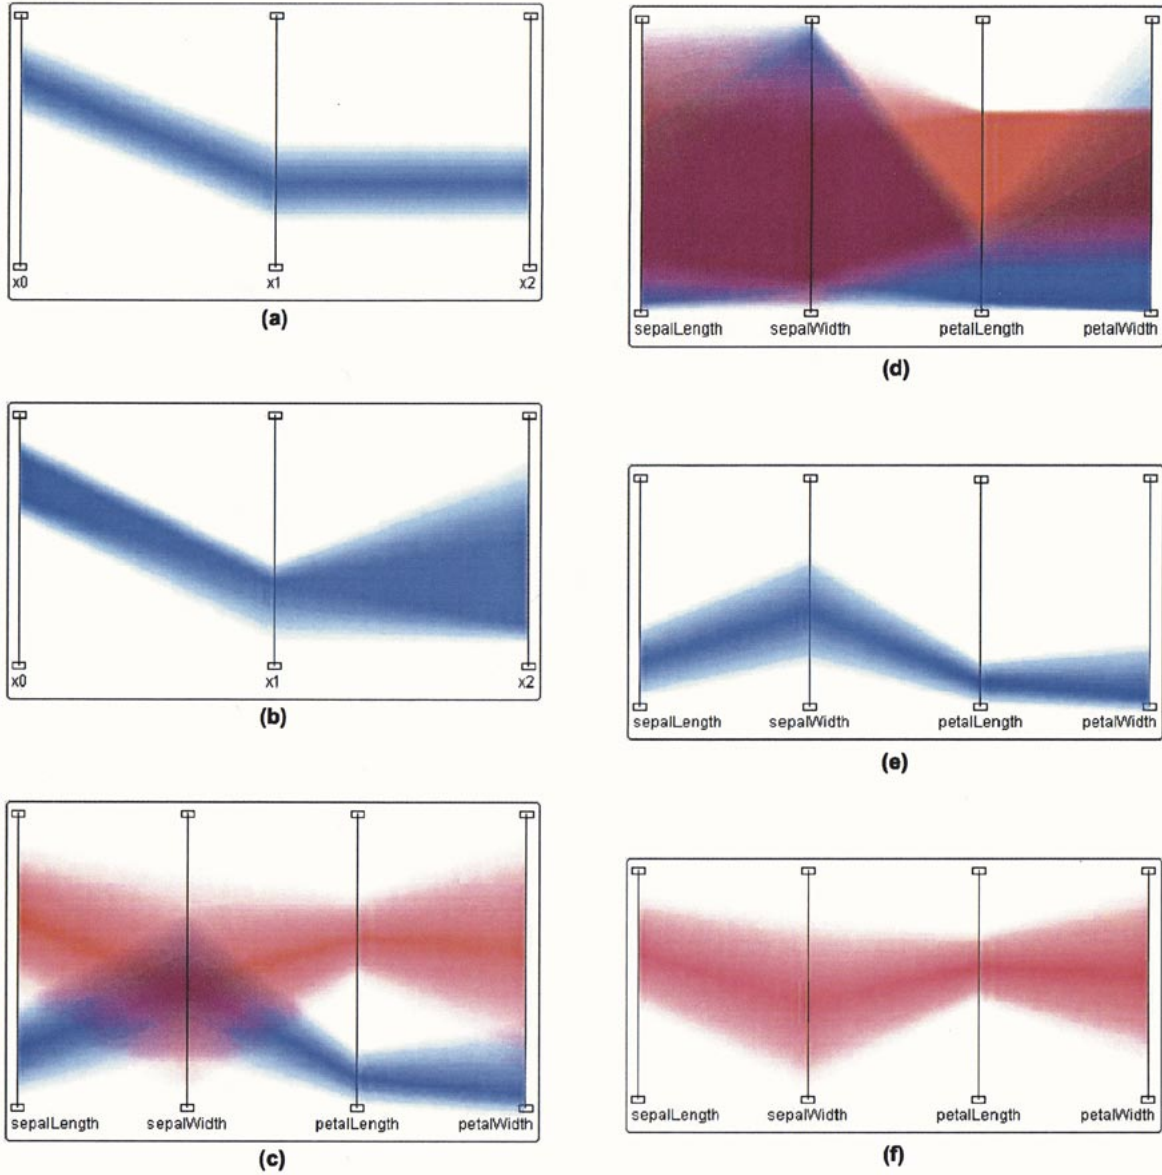 x0 x1 x2
(a)
x0 x1 x2
(b)
sepalLength sepalWidth petalLength petalWidth
(c)
sepalLength sepalWidth petalLength petalWidth
(d)
sepalLength sepalWidth petalLength petalWidth
(e)
sepalLength sepalWidth petalLength petalWidth
(f)